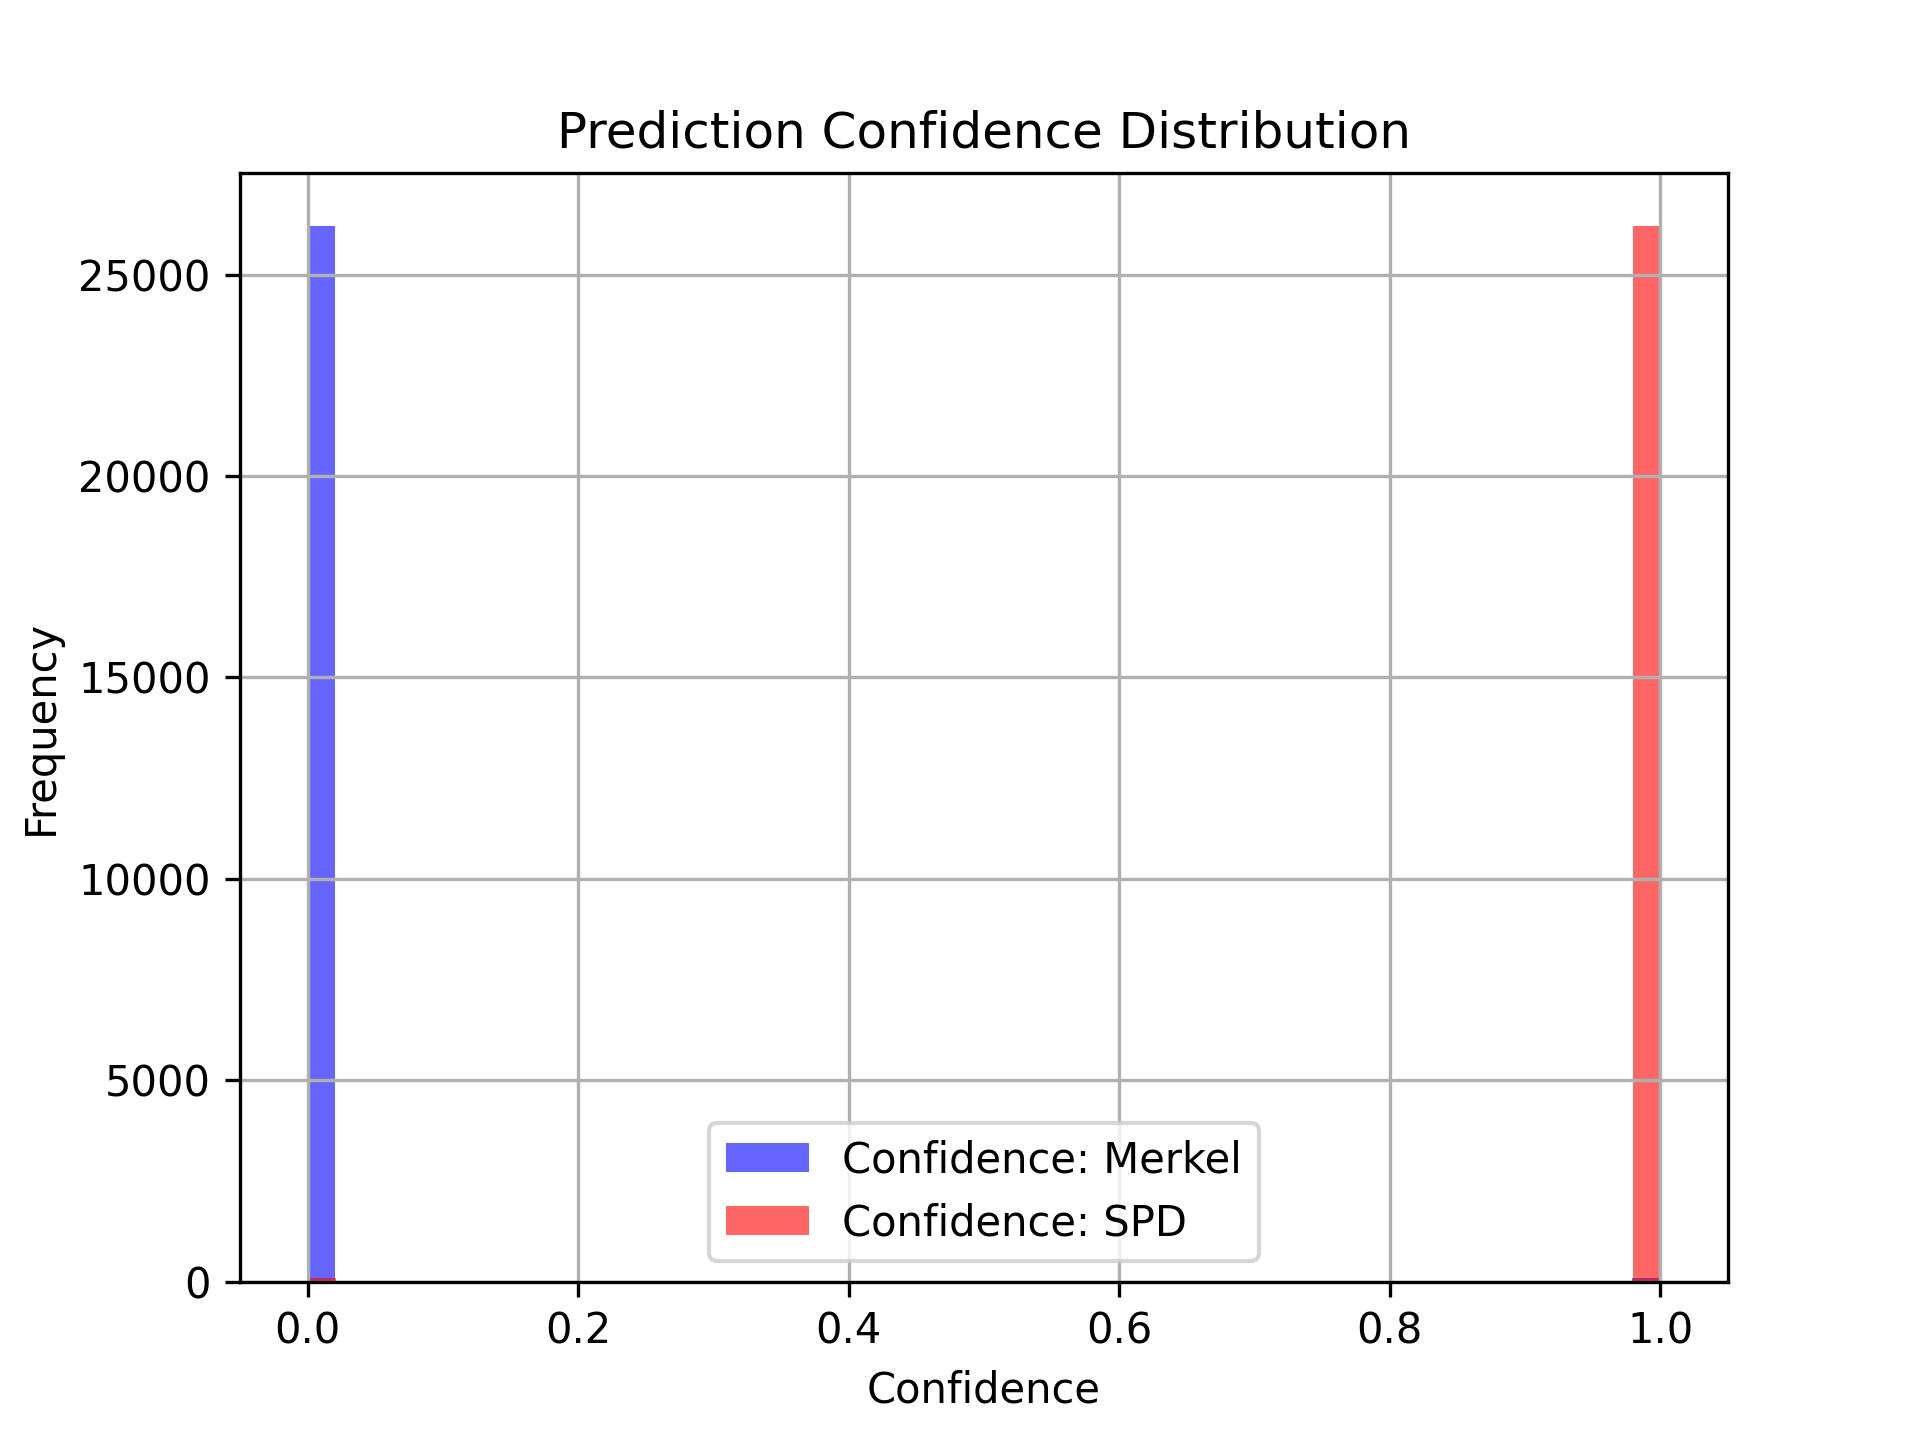 Prediction Confidence Distribution
Frequency
25000
20000
15000
10000
5000
0
0.0 0.2 0.4 0.6 0.8 1.0
Confidence
Confidence: Merkel
Confidence: SPD